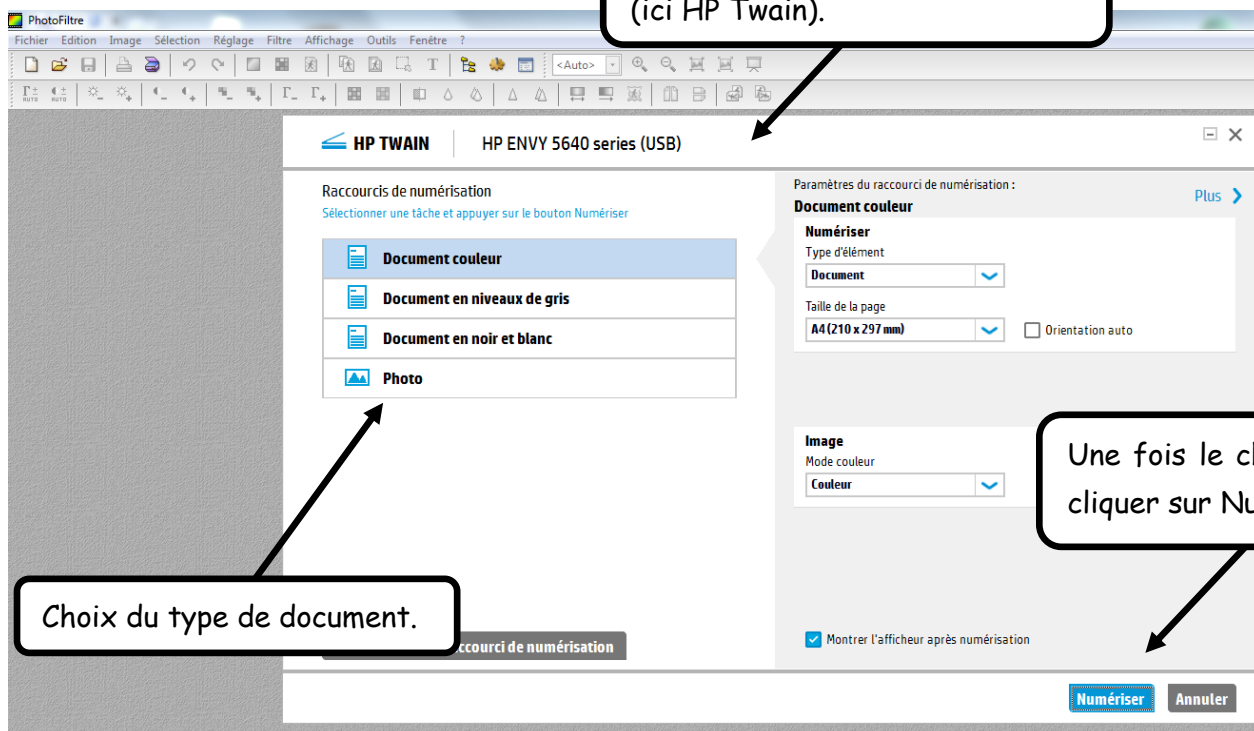 (ici HP Twain).
PhotoFiltre
Fichier Edition Image Sélection Réglage Filtre Affichage Outils Fenêtre ?
<Auto>
HP TWAIN HP ENVY 5640 series (USB)
Raccourcis de numérisation
Sélectionner une tâche et appuyer sur le bouton Numériser
Document couleur
Document en niveaux de gris
Document en noir et blanc
Photo
Paramètres du raccourci de numérisation :
Plus
Document couleur
Numériser
Type d'élément
Document
Taille de la page
A4 (210 x 297 mm)
Orientation auto
Image
Mode couleur
Couleur
Une fois le
cliquer sur
Choix du type de document.
de numérisation
Montrer l'afficheur après numérisation
Numériser Annuler